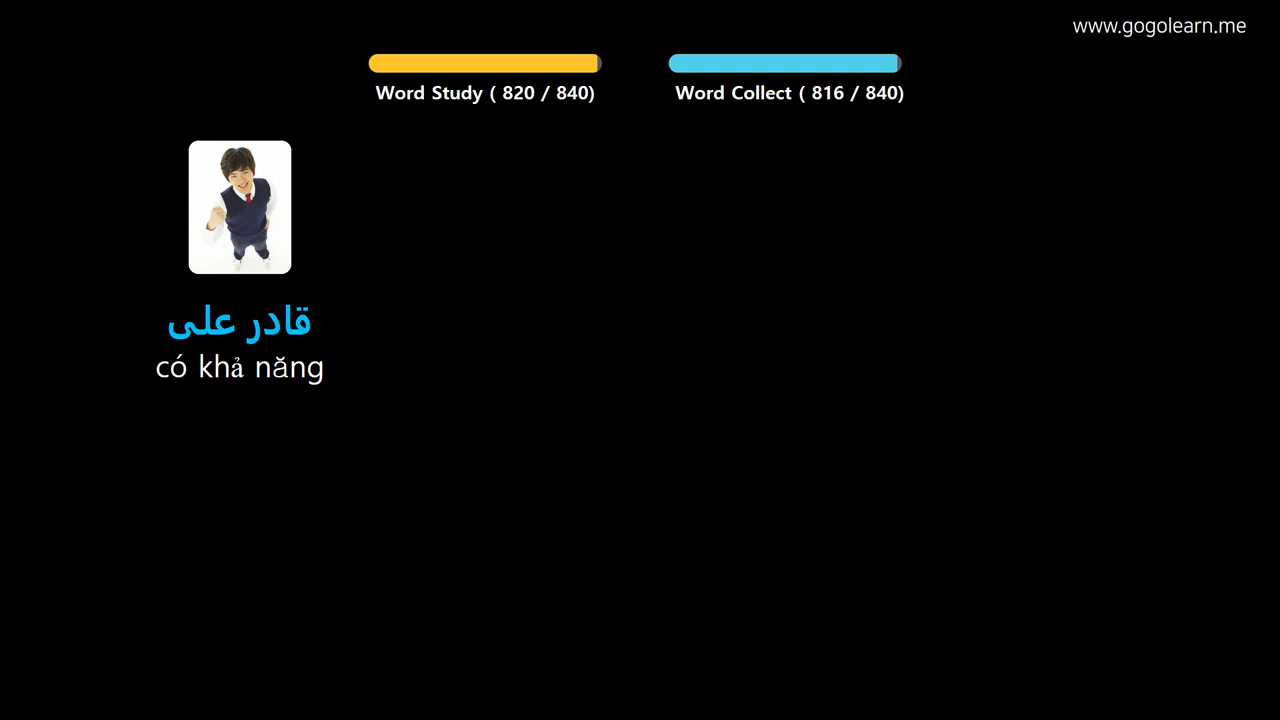 www.gogolearn.me
Word Study ( 820 / 840)
Word Collect ( 816 / 840)
قادر على
có khả năng